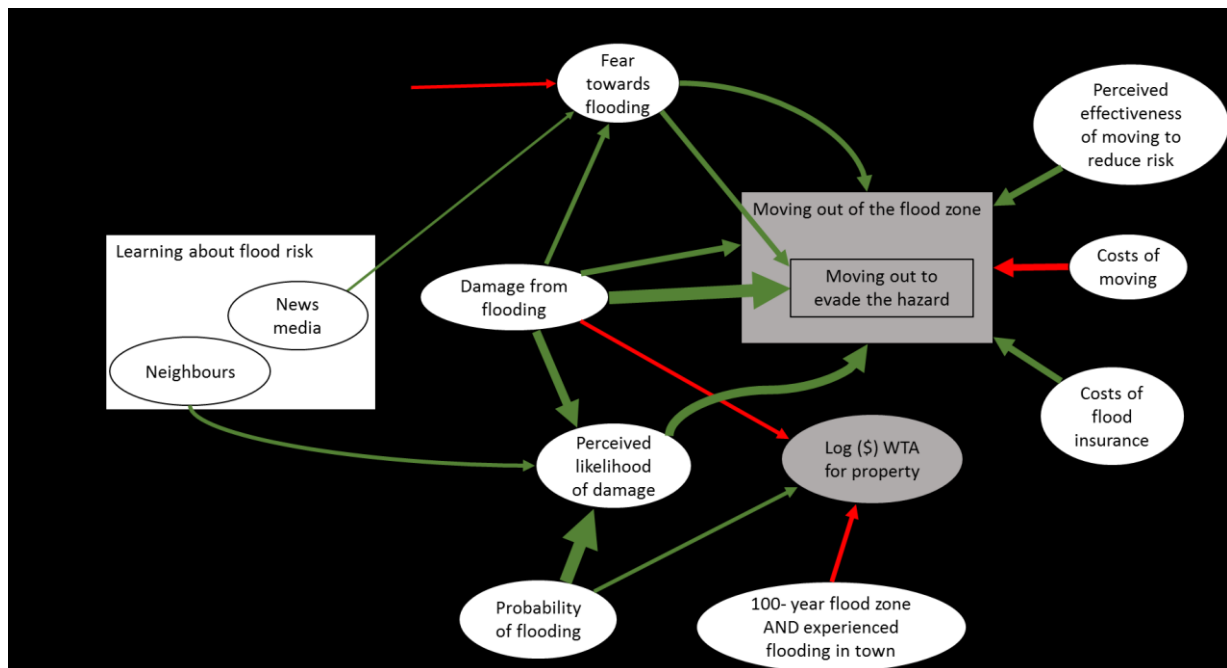 Fear
towards
flooding
Perceived
effectiveness
of moving to
reduce risk
Moving out of the flood zone
Learning about flood risk
Moving out to
evade the hazard
Costs of
moving
Damage from
flooding
News
media
Neighbours
Costs of
flood
insurance
Perceived
likelihood
of damage
Log ($) WTA
for property
Probability
of flooding
100- year flood zone
AND experienced
flooding in town